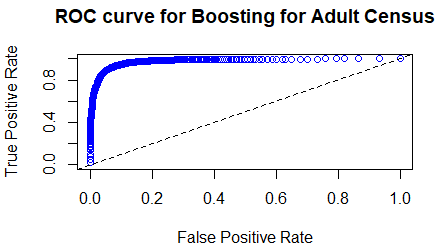 ROC curve for Boosting for Adult Census
True Positive Rate
0.8
0.4
0.0
0.0 0.2 0.4 0.6 0.8 1.0
False Positive Rate